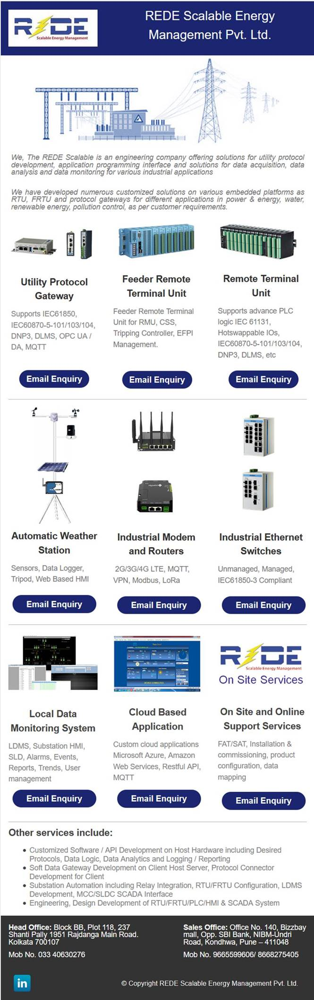 REDE
Scalable Energy Management
REDE Scalable Energy
Management Pvt. Ltd.
We, The REDE Scalable is an engineering company offering solutions for utility protocol
development, application programming interface and solutions for data acquisition, data
analysis and data monitoring for various industrial applications
We have developed numerous customized solutions on various embedded platforms as
RTU, FRTU and protocol gateways for different applications in power & energy, water,
renewable energy, pollution control, as per customer requirements.
Utility Protocol
Gateway
Supports IEC61850,
IEC60870-5-101/103/104,
DNP3, DLMS, OPC UA /
DA, MQTT
Email Enquiry
Feeder Remote
Terminal Unit
Feeder Remote Terminal
Unit for RMU, CSS,
Tripping Controller, EFPI
Management.
Email Enquiry
Remote Terminal
Unit
Supports advance PLC
logic IEC 61131,
Hotswappable IOs,
IEC60870-5-101/103/104,
DNP3, DLMS, etc
Email Enquiry
Automatic Weather
Station
Sensors, Data Logger,
Tripod, Web Based HMI
Email Enquiry
Industrial Modem
and Routers
2G/3G/4G LTE, MQTT,
VPN, Modbus, LoRa
Email Enquiry
Industrial Ethernet
Switches
Unmanaged, Managed,
IEC61850-3 Compliant
Email Enquiry
Local Data
Monitoring System
LDMS, Substation HMI,
SLD, Alarms, Events,
Reports, Trends, User
management
Email Enquiry
DEVICE CONNECTED
Cloud Based
Application
Custom cloud applications
Microsoft Azure, Amazon
Web Services, Restful API,
MQTT
Email Enquiry
REDE
Scalable Energy Management
On Site Services
On Site and Online
Support Services
FAT/SAT, Installation &
commissioning, product
configuration, data
mapping
Email Enquiry
Other services include:
• Customized Software / API Development on Host Hardware including Desired
Protocols, Data Logic, Data Analytics and Logging / Reporting
• Soft Data Gateway Development on Client Host Server, Protocol Connector
Development for Client
• Substation Automation including Relay Integration, RTU/FRTU Configuration, LDMS
Development, MCC/SLDC SCADA Interface
• Engineering, Design Development of RTU/FRTU/PLC/HMI & SCADA System
Head Office: Block BB, Plot 118, 237
Shanti Pally 1951 Rajdanga Main Road.
Kolkata 700107
Mob No. 033 40630276
Sales Office: Office No. 140, Bizzbay
mall, Opp. SBI Bank, NIBM-Undri
Road, Kondhwa, Pune – 411048
Mob No. 9665599606/ 8668275405
in
© Copyright REDE Scalable Energy Management Pvt. Ltd.